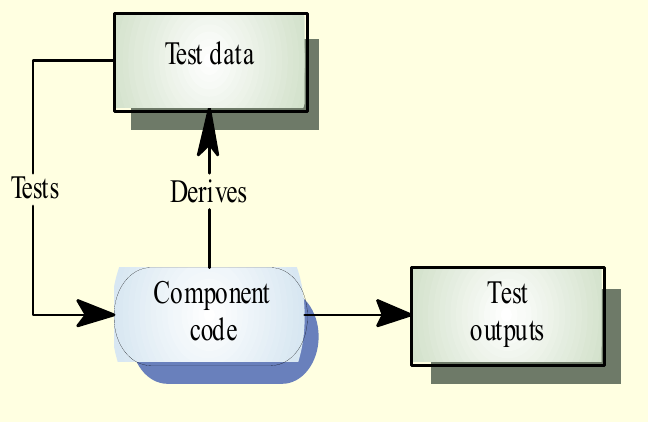 Test data
Tests
Derives
Component
code
Test
outputs